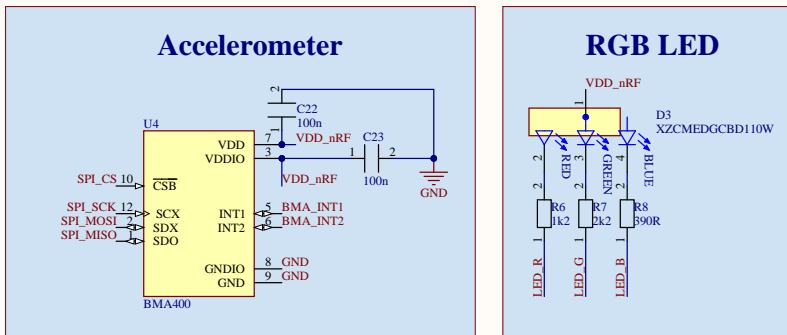 Accelerometer
U4
2
C22
100n
1
VDD
7
VDD_nRF
VDDIO
3
C23
1
2
100n
VDD_nRF
GND
SPI_CS
10
CSB
SPI_SCK
12
SCX
SPI_MOSI
2
SDX
SPI_MISO
1
SDO
INT1
5
BMA_INT1
INT2
6
BMA_INT2
GNDIO
8
GND
GND
9
GND
BMA400
RGB LED
VDD_nRF
1
D3
XZCMEDGCBD110W
2
RED
3
GREEN
4
BLUE
2
R6
1k2
1
LED_R
2
R7
2k2
1
LED_G
2
R8
390R
1
LED_B